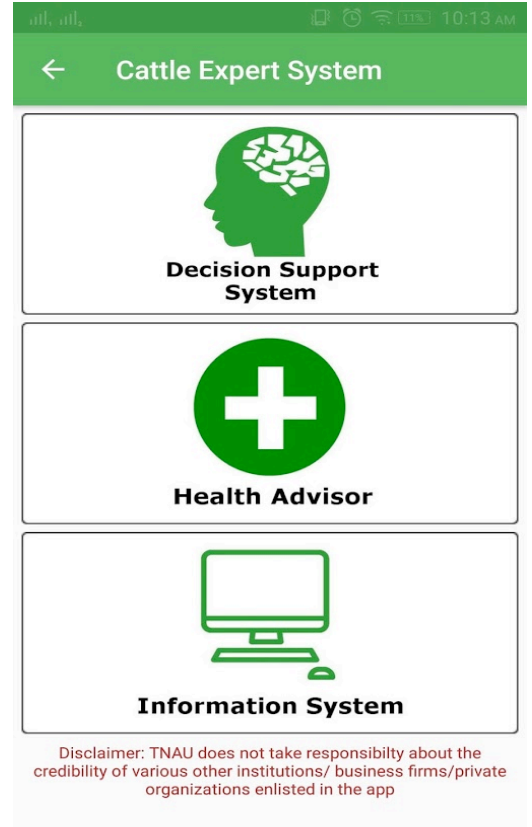 11% 10:13 AM
Cattle Expert System
Decision Support
System
Health Advisor
Information System
Disclaimer: TNAU does not take responsibilty about the
credibility of various other institutions/ business firms/private
organizations enlisted in the app